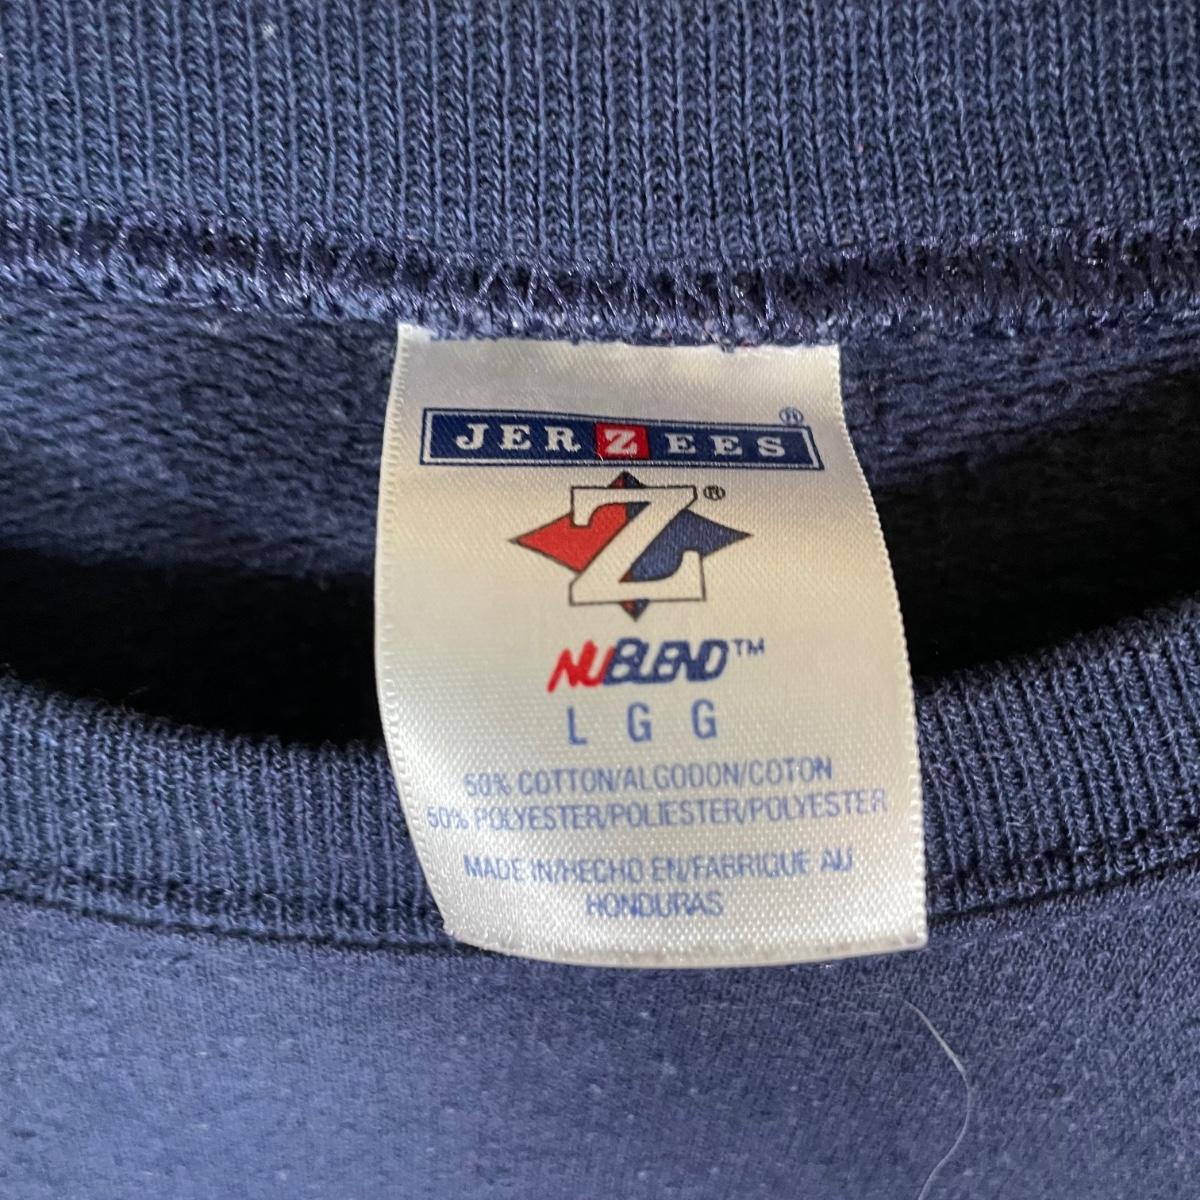 JERZEES®
Z®
NUBLEND™
L G G
50% COTTON/ALGODON/COTON
50% POLYESTER/POLIESTER/POLYESTER
MADE IN/HECHO EN/FABRIQUE AU
HONDURAS